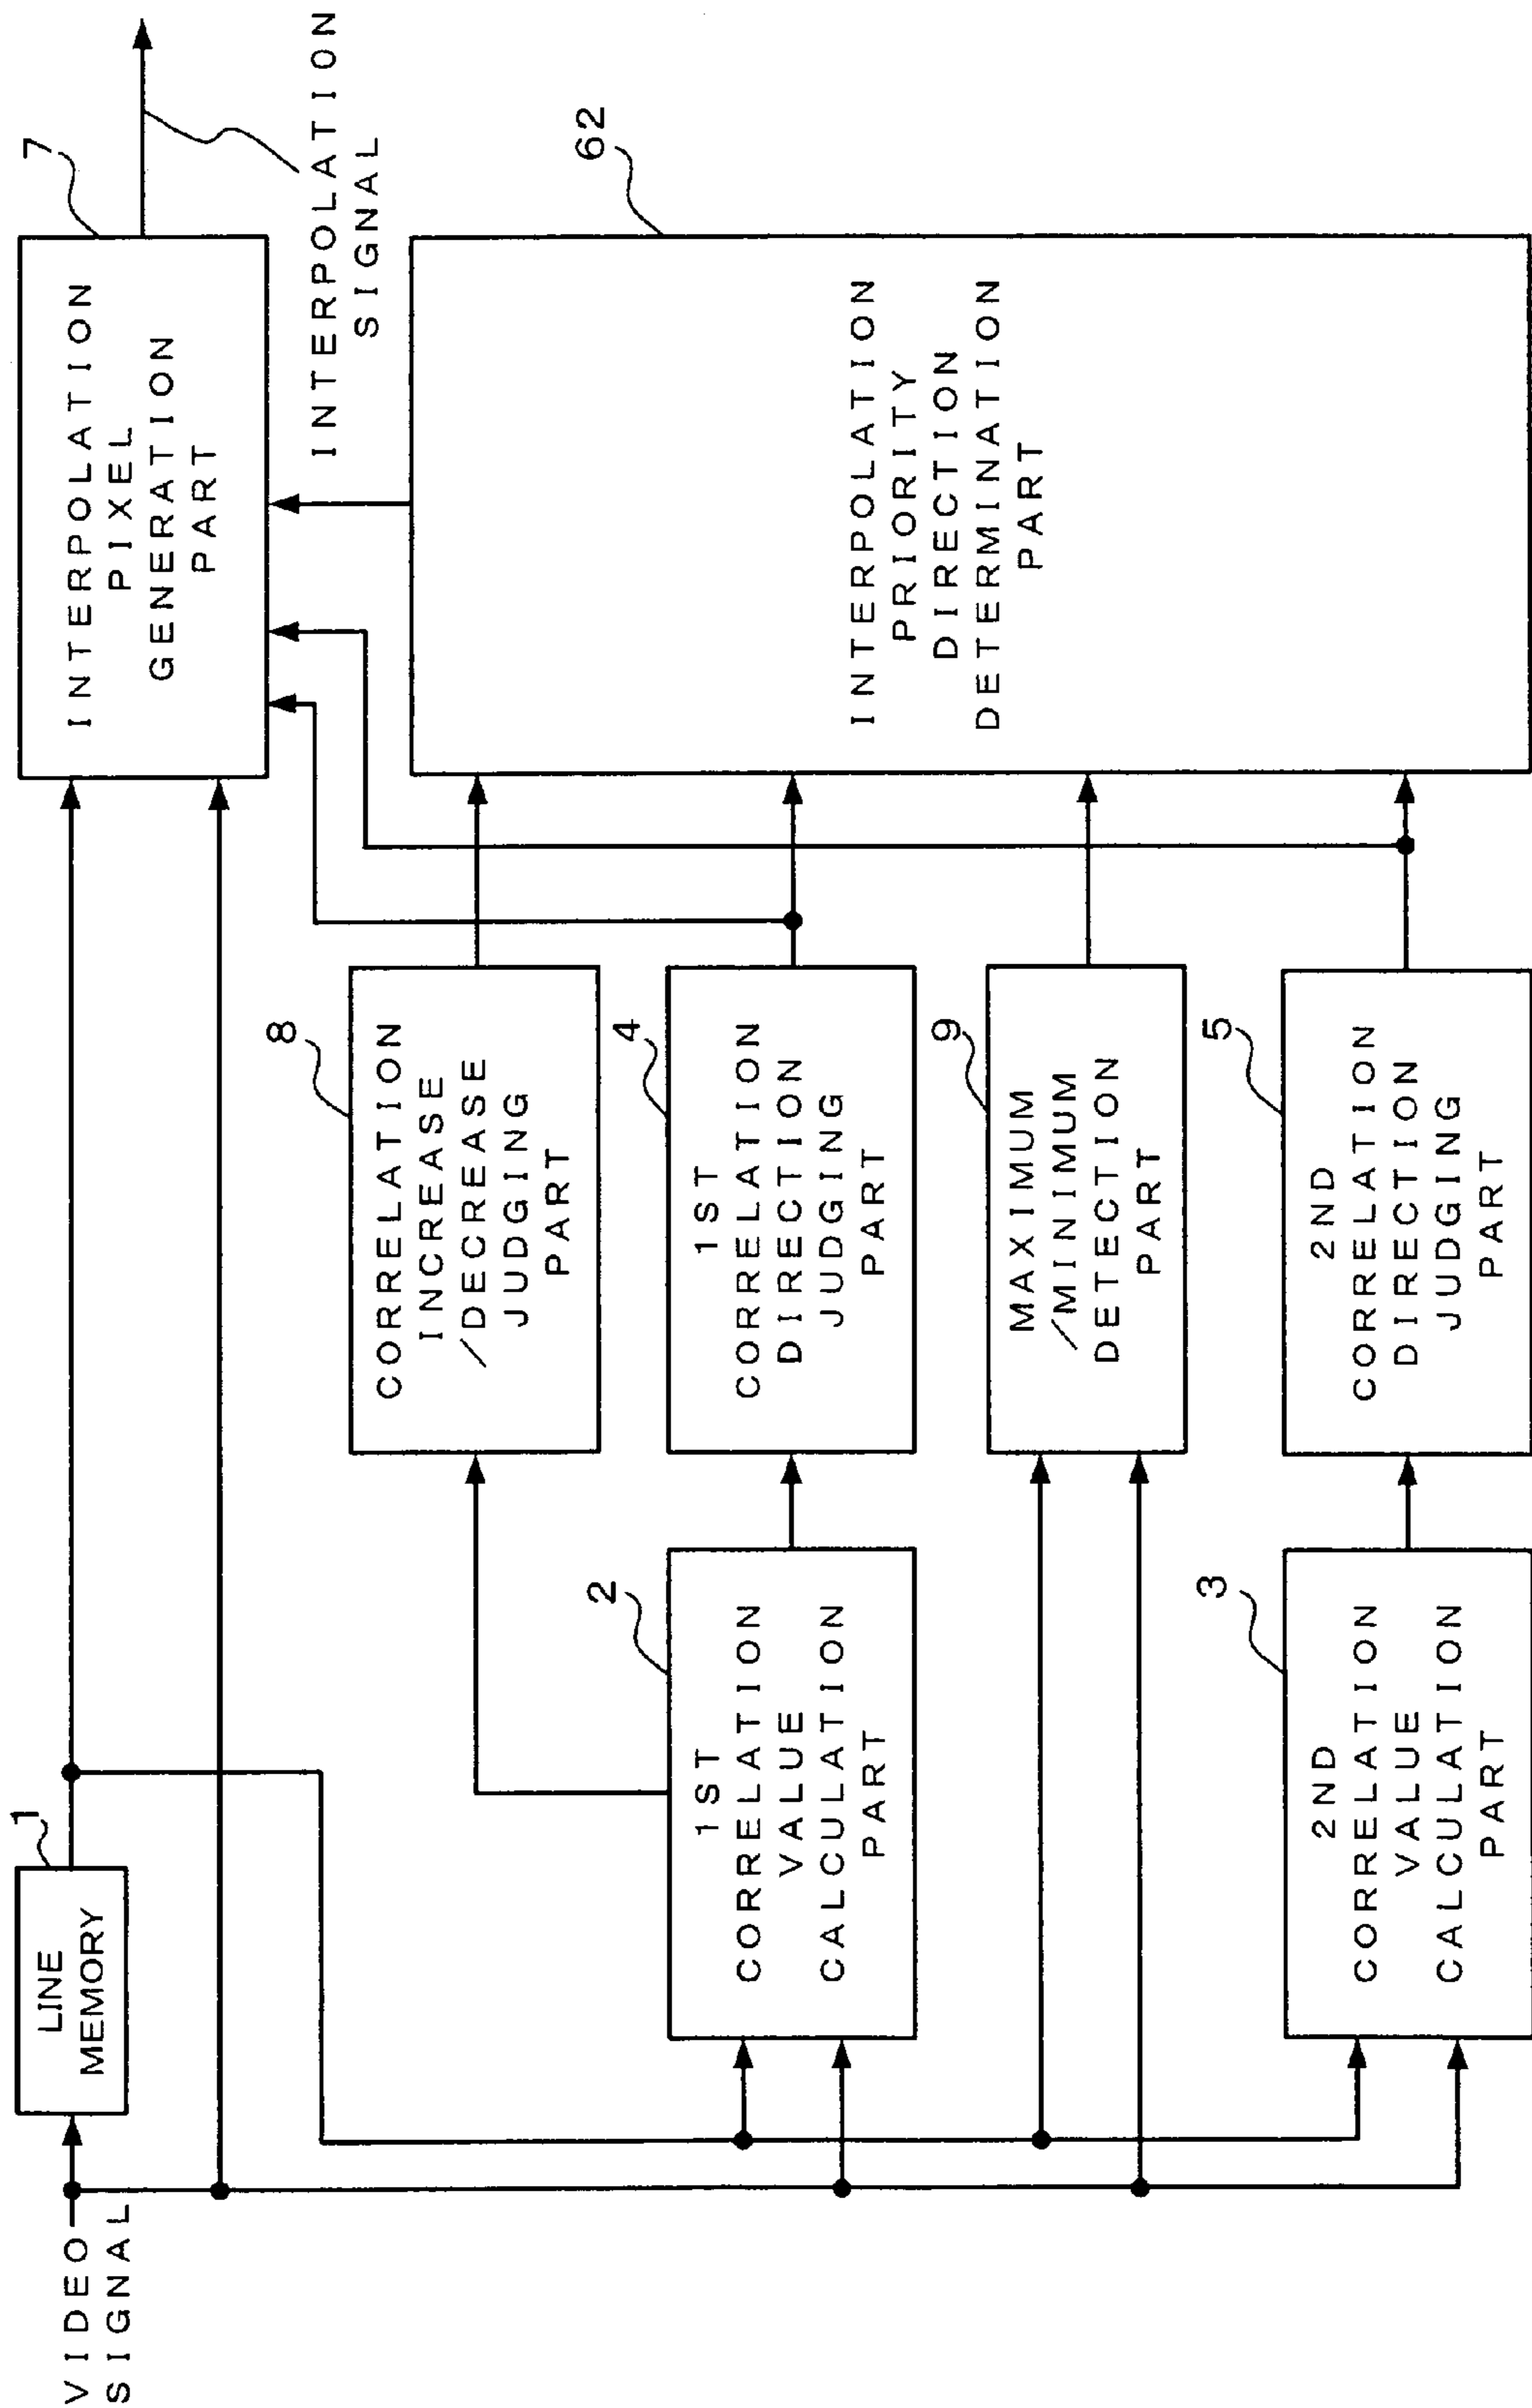 VIDEO
SIGNAL
1
LINE
MEMORY
7
INTERPOLATION
PIXEL
GENERATION
PART
INTERPOLATION
SIGNAL
8
CORRELATION
INCREASE
/DECREASE
JUDGING
PART
2
1ST
CORRELATION
VALUE
CALCULATION
PART
4
1ST
CORRELATION
DIRECTION
JUDGING
PART
62
INTERPOLATION
PRIORITY
DIRECTION
DETERMINATION
PART
9
MAXIMUM
/MINIMUM
DETECTION
PART
3
2ND
CORRELATION
VALUE
CALCULATION
PART
5
2ND
CORRELATION
DIRECTION
JUDGING
PART